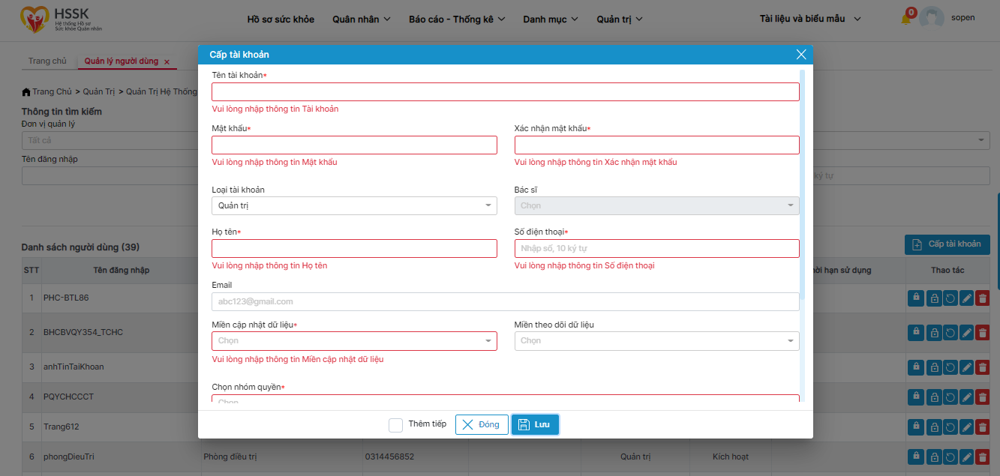 HSSK
Hệ thống Hồ sơ
Sức khỏe Quân nhân
Hồ sơ sức khỏe
Quân nhân
Báo cáo - Thống kê
Danh mục
Quản trị
Tài liệu và biểu mẫu
0
sopen
Trang chủ
Quản lý người dùng
Trang Chủ > Quản Trị > Quản Trị Hệ Thống
Thông tin tìm kiếm
Đơn vị quản lý
Tất cả
Tên đăng nhập
ký tự
Cấp tài khoản
Tên tài khoản*
Vui lòng nhập thông tin Tài khoản
Mật khẩu*
Xác nhận mật khẩu*
Vui lòng nhập thông tin Mật khẩu
Vui lòng nhập thông tin Xác nhận mật khẩu
Loại tài khoản
Bác sĩ
Quản trị
Chọn
Họ tên*
Số điện thoại*
Nhập số, 10 ký tự
Vui lòng nhập thông tin Họ tên
Vui lòng nhập thông tin Số điện thoại
Email
abc123@gmail.com
Miền cập nhật dữ liệu*
Miền theo dõi dữ liệu
Chọn
Chọn
Vui lòng nhập thông tin Miền cập nhật dữ liệu
Chọn nhóm quyền*
Chọn
Thêm tiếp
Đóng
Lưu
Danh sách người dùng (39)
Cấp tài khoản
STT
Tên đăng nhập
hời hạn sử dụng
Thao tác
1 PHC-BTL86
2 BHCBVQY354_TCHC
3 anhTinTaiKhoan
4 PQYCHCCCT
5 Trang612
6 phongDieuTri Phòng điều trị 0314456852 Quản trị Kích hoạt